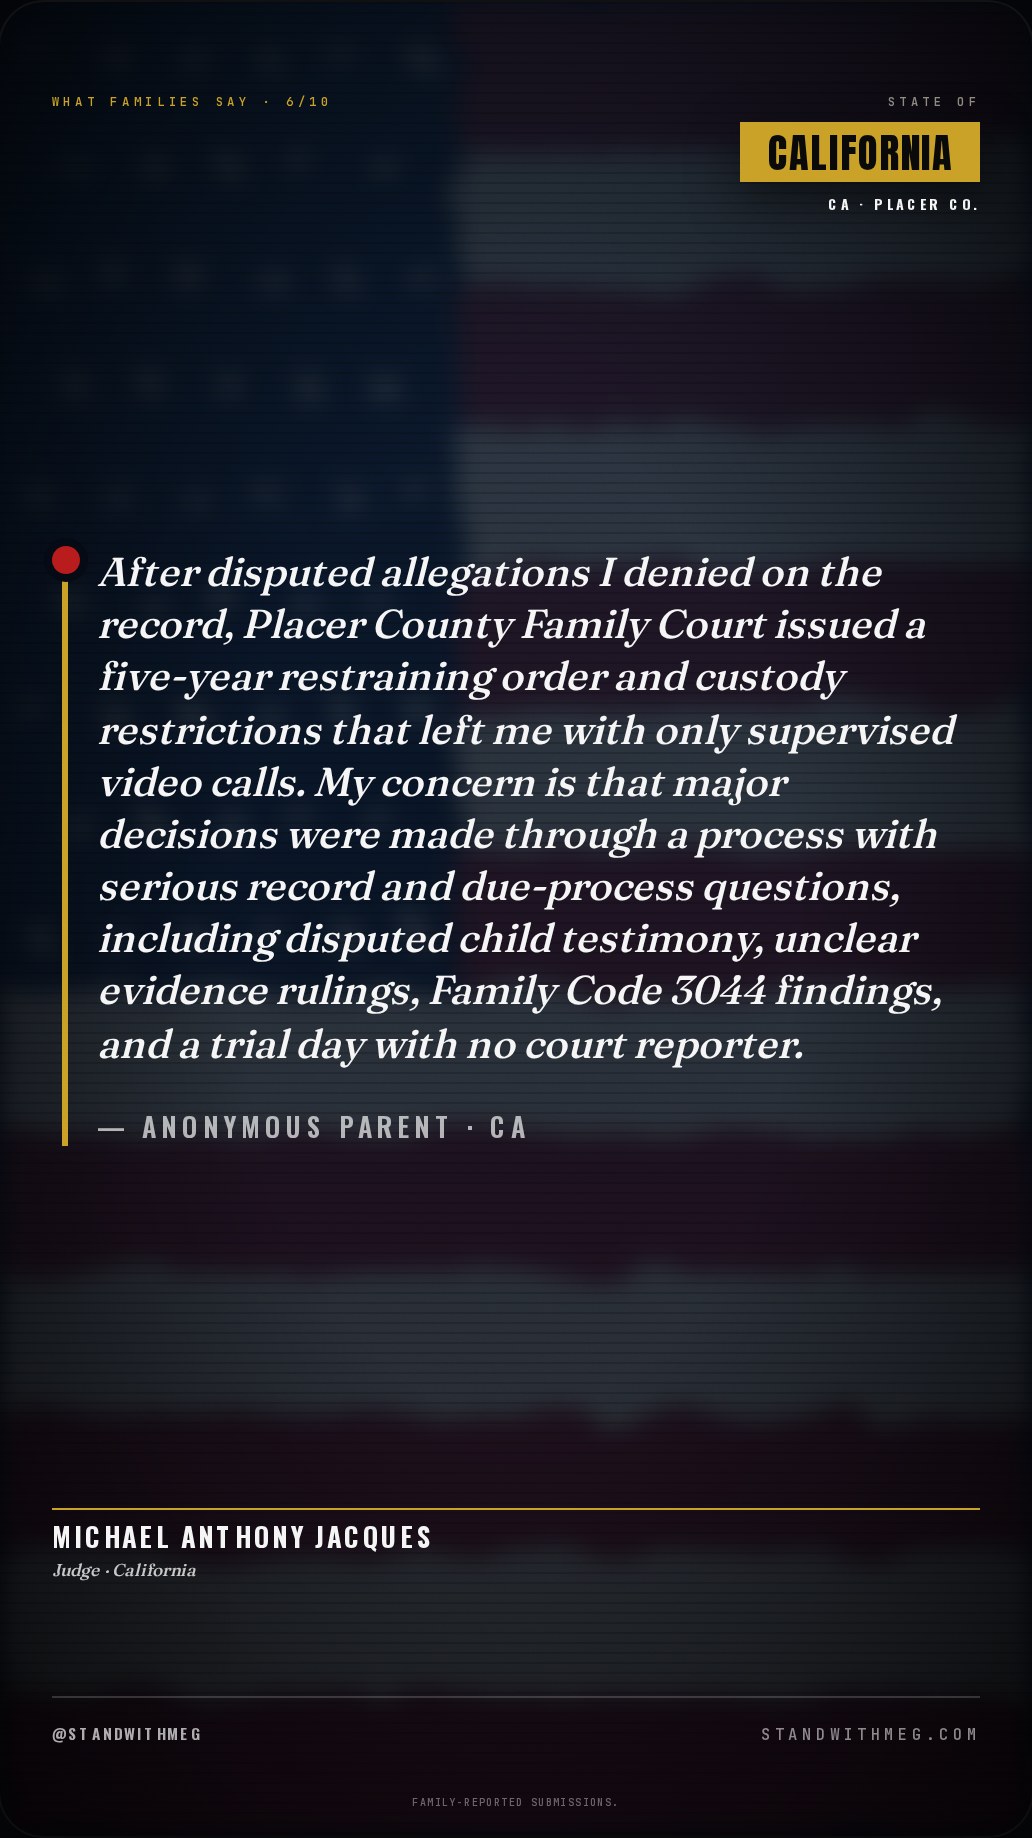 WHAT FAMILIES SAY · 6/10
STATE OF
CALIFORNIA
CA · PLACER CO.
After disputed allegations I denied on the
record, Placer County Family Court issued a
five-year restraining order and custody
restrictions that left me with only supervised
video calls. My concern is that major
decisions were made through a process with
serious record and due-process questions,
including disputed child testimony, unclear
evidence rulings, Family Code 3044 findings,
and a trial day with no court reporter.
— ANONYMOUS PARENT · CA
MICHAEL ANTHONY JACQUES
Judge · California
@STANDWITHMEG
STANDWITHMEG.COM
FAMILY-REPORTED SUBMISSIONS.